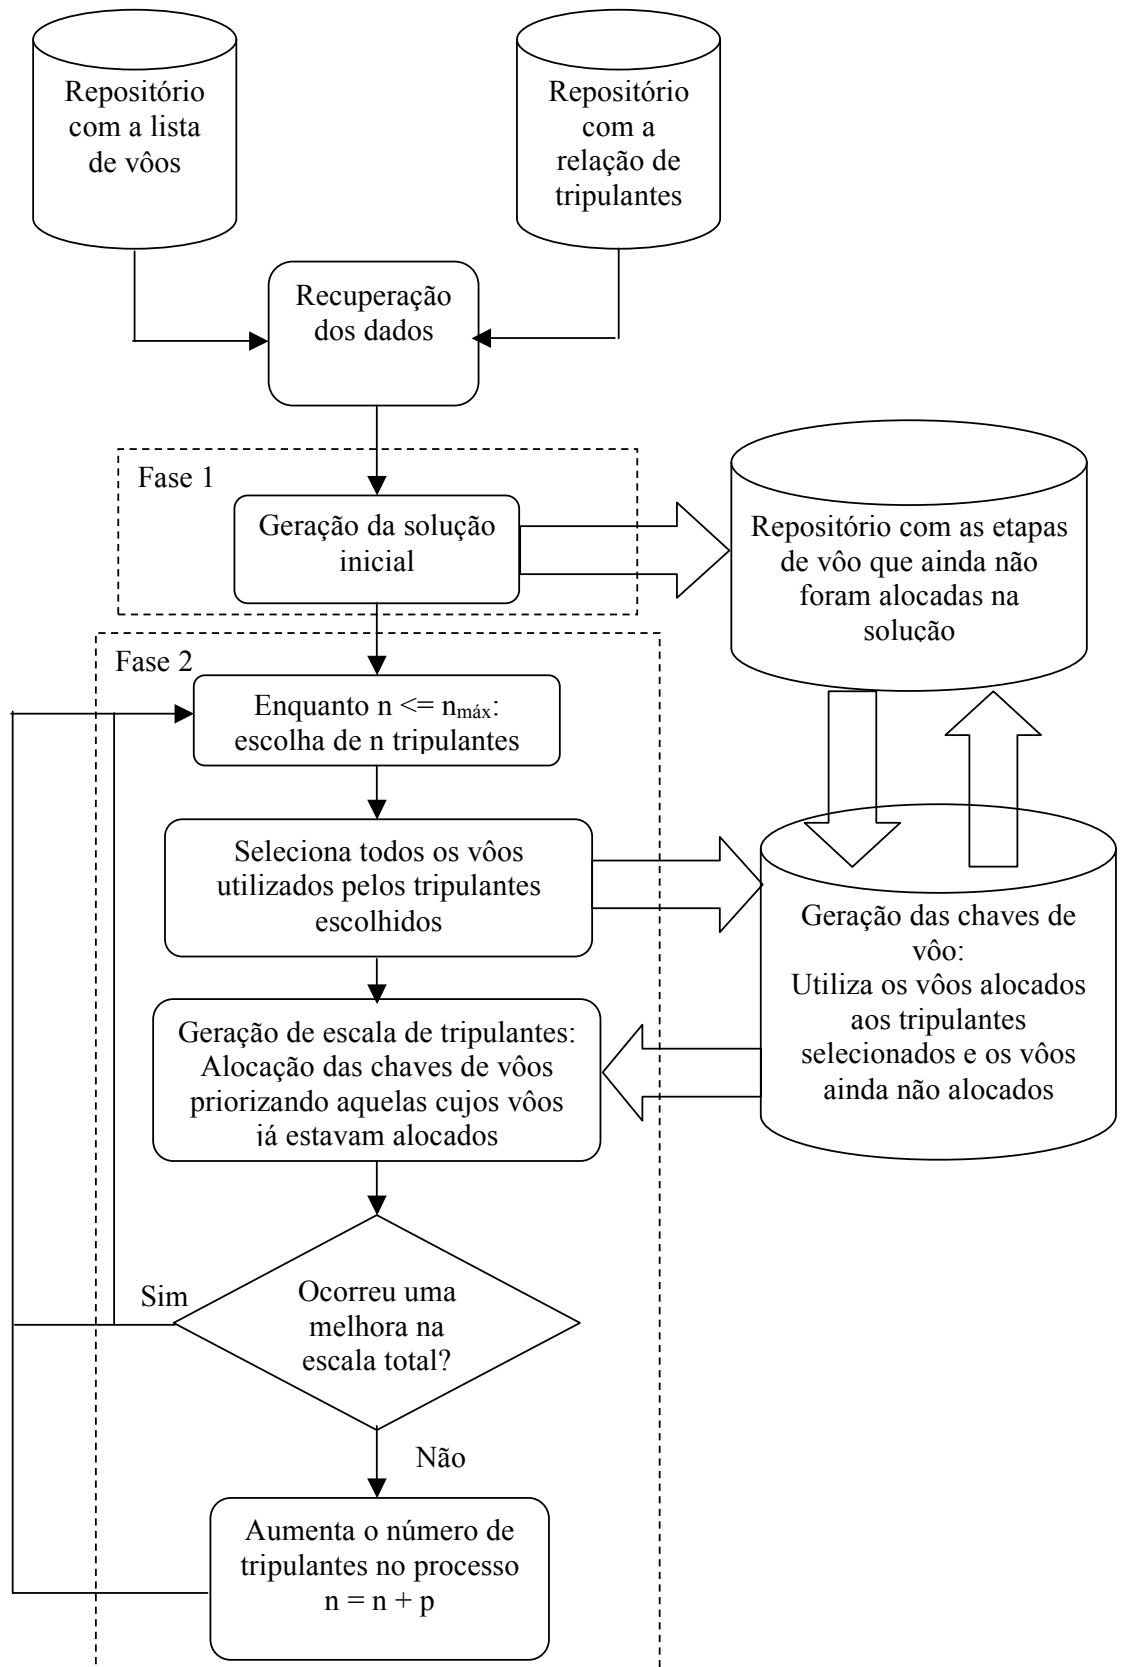 Repositório
com a lista
de vôos
Repositório
com a
relação de
tripulantes
Recuperação
dos dados
Fase 1
Geração da solução
inicial
Repositório com as etapas
de vôo que ainda não
foram alocadas na
solução
Fase 2
Enquanto n <= nmáx:
escolha de n tripulantes
Seleciona todos os vôos
utilizados pelos tripulantes
escolhidos
Geração das chaves de
vôo:
Utiliza os vôos alocados
aos tripulantes
selecionados e os vôos
ainda não alocados
Geração de escala de tripulantes:
Alocação das chaves de vôos
priorizando aquelas cujos vôos
já estavam alocados
Sim
Ocorreu uma
melhora na
escala total?
Não
Aumenta o número de
tripulantes no processo
n = n + p